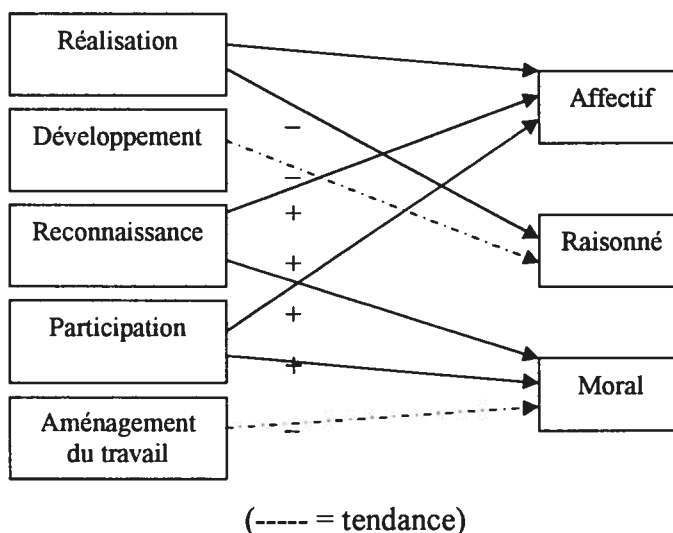 Réalisation
Affectif
Développement
–
–
Reconnaissance
+
Raisonné
+
Participation
+
+
Moral
Aménagement
du travail
–
(----- = tendance)